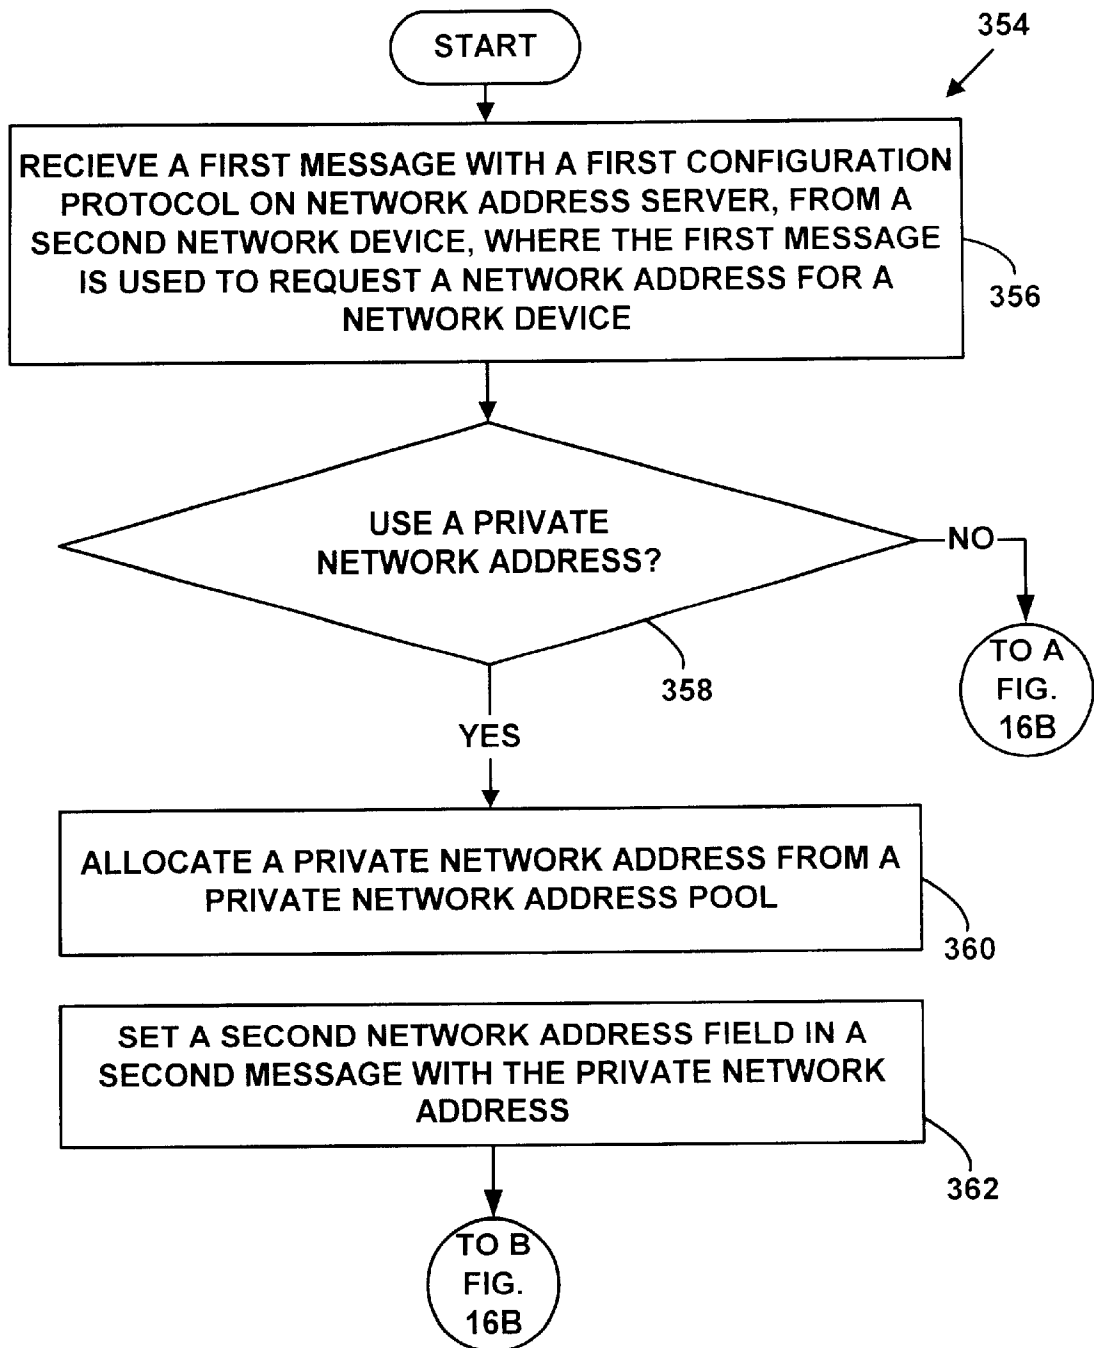 START
354
RECIEVE A FIRST MESSAGE WITH A FIRST CONFIGURATION
PROTOCOL ON NETWORK ADDRESS SERVER, FROM A
SECOND NETWORK DEVICE, WHERE THE FIRST MESSAGE
IS USED TO REQUEST A NETWORK ADDRESS FOR A
NETWORK DEVICE
356
USE A PRIVATE
NETWORK ADDRESS?
NO
358
TO A
FIG.
16B
YES
ALLOCATE A PRIVATE NETWORK ADDRESS FROM A
PRIVATE NETWORK ADDRESS POOL
360
SET A SECOND NETWORK ADDRESS FIELD IN A
SECOND MESSAGE WITH THE PRIVATE NETWORK
ADDRESS
362
TO B
FIG.
16B